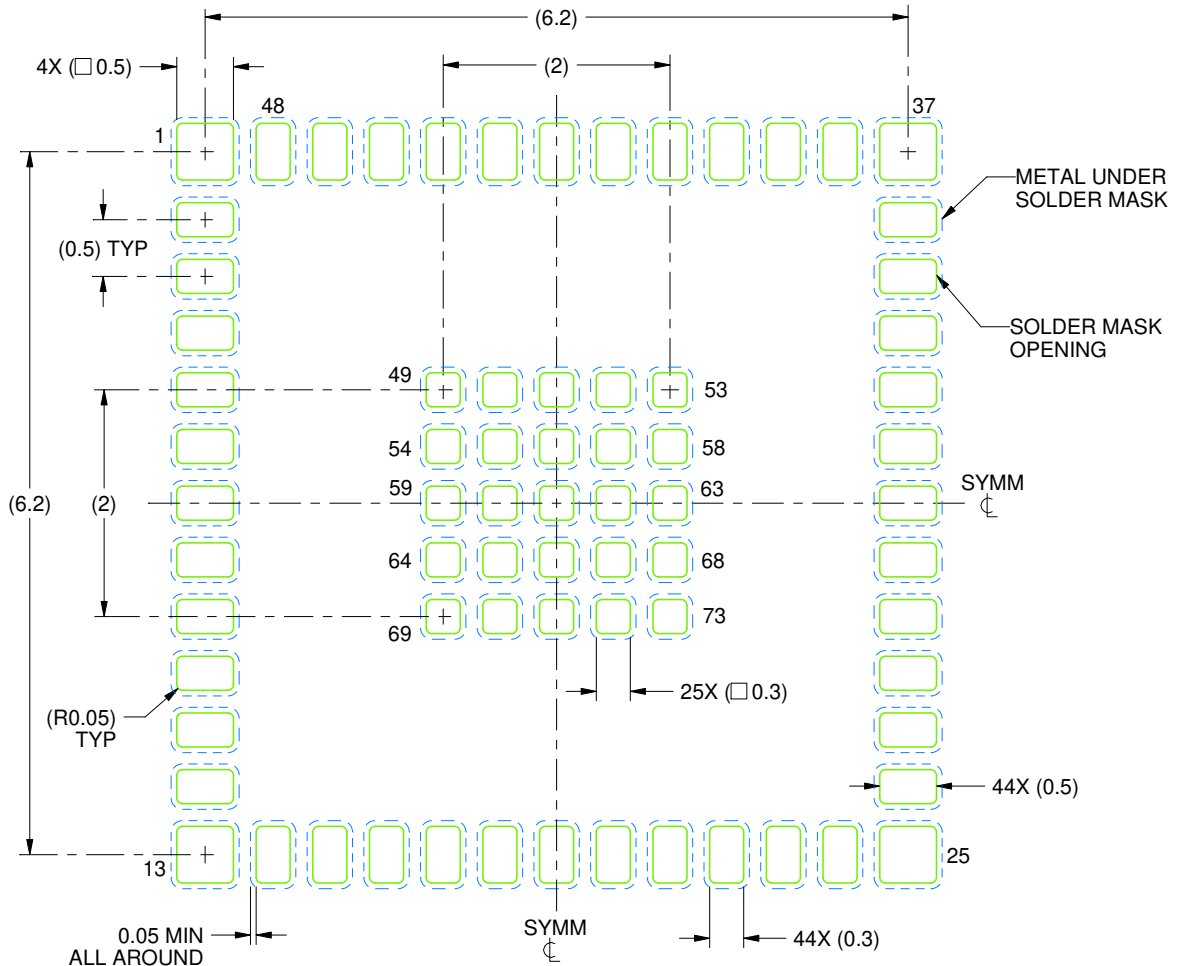 (6.2)
4X (□ 0.5)
(2)
1
48
37
METAL UNDER
SOLDER MASK
(0.5) TYP
SOLDER MASK
OPENING
49
53
54
58
(6.2)
(2)
59
63
SYMM
℄
64
68
69
73
25X (□ 0.3)
(R0.05)
TYP
44X (0.5)
13
25
0.05 MIN
ALL AROUND
SYMM
℄
44X (0.3)